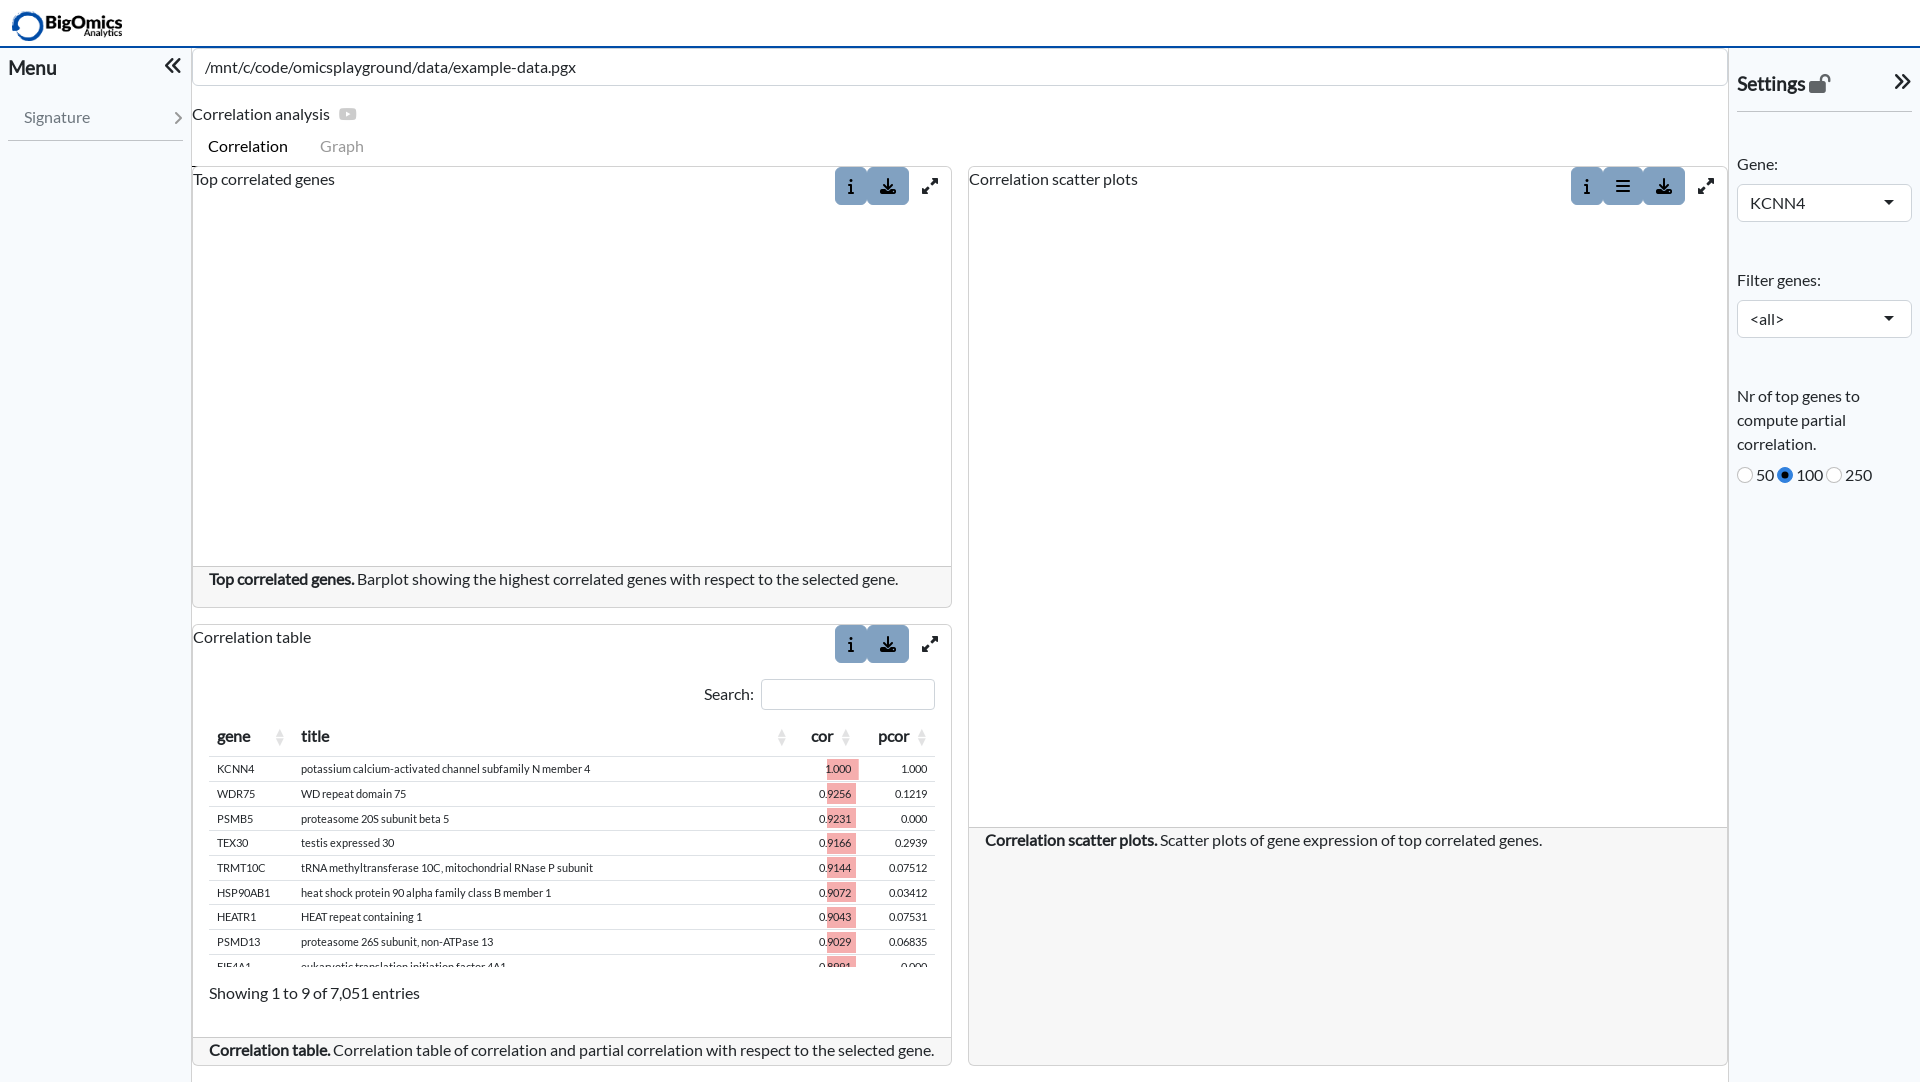 BigOmics
Analytics
Menu
Signature
/mnt/c/code/omicsplayground/data/example-data.pgx
Correlation analysis
Correlation Graph
Top correlated genes
Top correlated genes. Barplot showing the highest correlated genes with respect to the selected gene.
Correlation table
Search:
gene title cor pcor
KCNN4 potassium calcium-activated channel subfamily N member 4 1.000 1.000
WDR75 WD repeat domain 75 0.9256 0.1219
PSMB5 proteasome 20S subunit beta 5 0.9231 0.000
TEX30 testis expressed 30 0.9166 0.2939
TRMT10C tRNA methyltransferase 10C, mitochondrial RNase P subunit 0.9144 0.07512
HSP90AB1 heat shock protein 90 alpha family class B member 1 0.9072 0.03412
HEATR1 HEAT repeat containing 1 0.9043 0.07531
PSMD13 proteasome 26S subunit, non-ATPase 13 0.9029 0.06835
EIF4A1 eukaryotic translation initiation factor 4A1 0.8991 0.000
Showing 1 to 9 of 7,051 entries
Correlation table. Correlation table of correlation and partial correlation with respect to the selected gene.
Correlation scatter plots
Correlation scatter plots. Scatter plots of gene expression of top correlated genes.
Settings
Gene:
KCNN4
Filter genes:
<all>
Nr of top genes to
compute partial
correlation.
50 100 250